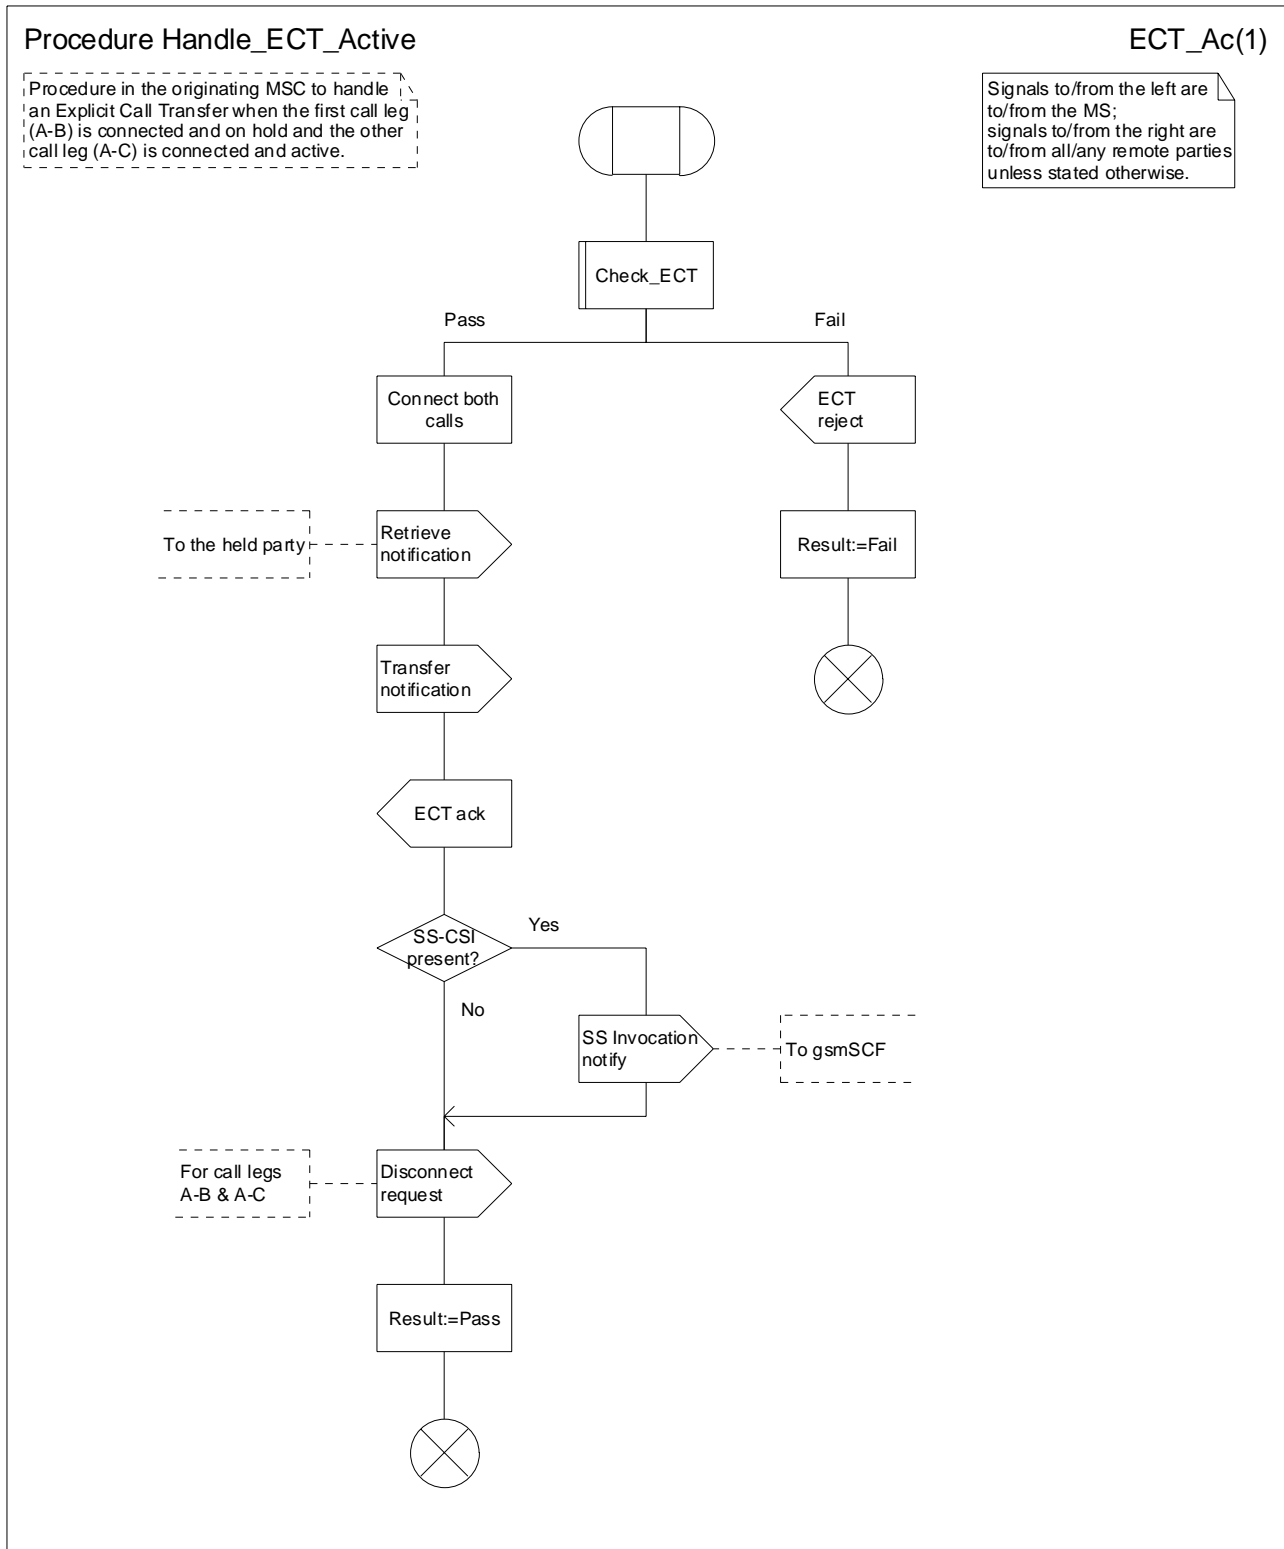 Procedure Handle_ECT_Active
ECT_Ac(1)
Procedure in the originating MSC to handle
an Explicit Call Transfer when the first call leg
(A-B) is connected and on hold and the other
call leg (A-C) is connected and active.
Signals to/from the left are
to/from the MS;
signals to/from the right are
to/from all/any remote parties
unless stated otherwise.
Check_ECT
Pass
Fail
Connect both
calls
ECT
reject
To the held party
Retrieve
notification
Result:=Fail
Transfer
notification
ECT ack
SS-CSI
present?
Yes
No
SS Invocation
notify
To gsmSCF
For call legs
A-B & A-C
Disconnect
request
Result:=Pass